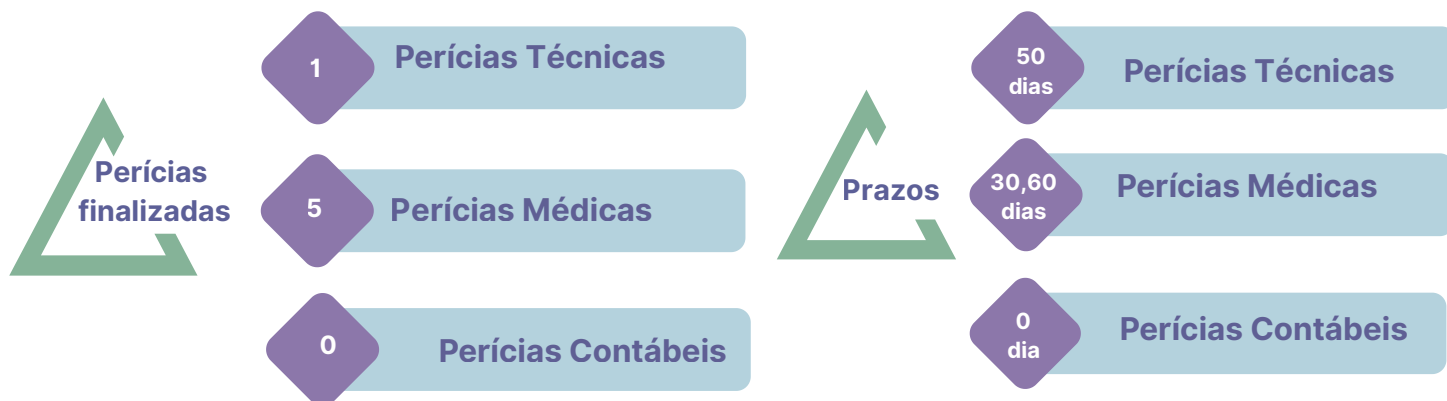 Perícias
finalizadas
1
Perícias Técnicas
5
Perícias Médicas
0
Perícias Contábeis
Prazos
50
dias
Perícias Técnicas
30,60
dias
Perícias Médicas
0
dia
Perícias Contábeis